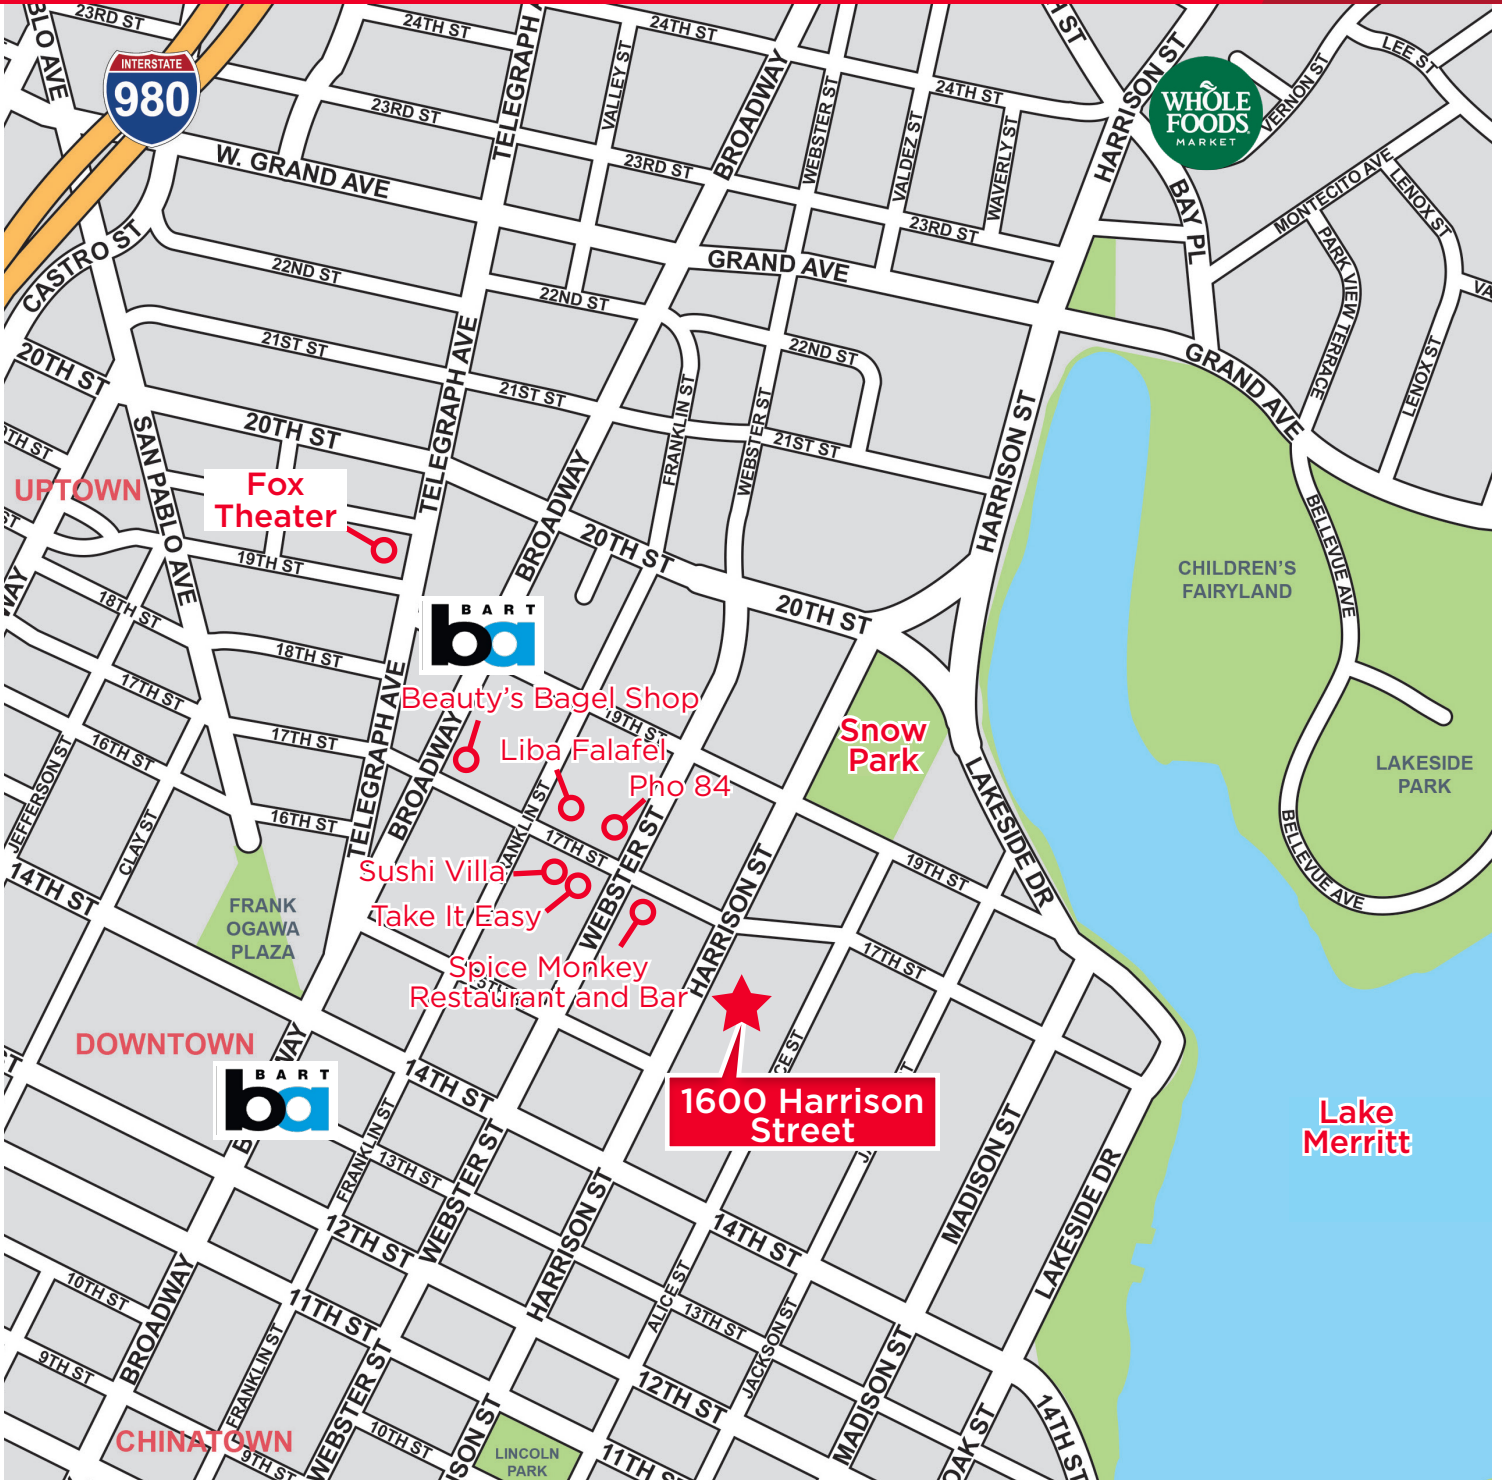 23RD ST
24TH ST
TELEGRAPH
24TH ST
HARRISON ST
LEE ST
INTERSTATE
980
23RD ST
VALLEY ST
BROADWAY
WEBSTER ST
24TH ST
VALDEZ ST
WAVERLY ST
WHOLE
FOODS
MARKET
VERNON ST
W. GRAND AVE
23RD ST
23RD ST
BAY PL
MONTECITO AVE
LENOX ST
PARK VIEW TERRACE
CASTRO ST
22ND ST
22ND ST
GRAND AVE
21ST ST
TELEGRAPH AVE
22ND ST
GRAND AVE
LENOX ST
20TH ST
21ST ST
FRANKLIN ST
WEBSTER ST
21ST ST
HARRISON ST
20TH ST
SAN PABLO AVE
UPTOWN
Fox
Theater
BROADWAY
20TH ST
BELLEVUE AVE
CHILDREN'S
FAIRYLAND
19TH ST
18TH ST
BART
ba
20TH ST
18TH ST
TELEGRAPH AVE
17TH ST
Beauty's Bagel Shop
19TH ST
Snow
Park
17TH ST
BROADWAY
Liba Falafel
16TH ST
Pho 84
LAKESIDE
PARK
JEFFERSON ST
CLAY ST
16TH ST
17TH ST
WEBSTER ST
HARRISON ST
19TH ST
LAKESIDE DR
BELLEVUE AVE
14TH ST
Sushi Villa
Take It Easy
FRANK
OGAWA
PLAZA
17TH ST
Spice Monkey
Restaurant and Bar
DOWNTOWN
BART
ba
14TH ST
1600 Harrison
Street
Lake
Merritt
FRANKLIN ST
13TH ST
WEBSTER ST
MADISON ST
LAKESIDE DR
12TH ST
HARRISON ST
14TH ST
10TH ST
BROADWAY
11TH ST
ALICE ST
13TH ST
JACKSON ST
9TH ST
FRANKLIN ST
WEBSTER ST
12TH ST
MADISON ST
OAK ST
14TH ST
CHINATOWN
9TH ST
10TH ST
LINCOLN
PARK
11TH ST